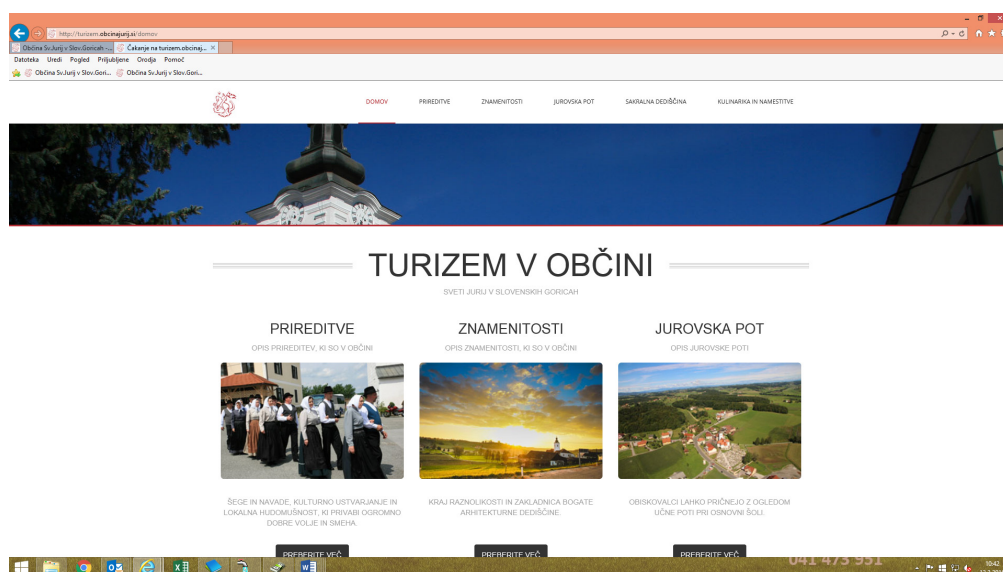 http://turizem.obcinajurij.si/domov
Občina Sv.Jurij v Slov.Goricah -...
Čakanje na turizem.obcinaj...
Datoteka Uredi Pogled Priljubljene Orodja Pomoč
Občina Sv.Jurij v Slov.Gori... Občina Sv.Jurij v Slov.Gori...
DOMOV PRIREDITVE ZNAMENITOSTI JUROVSKA POT SAKRALNA DEDIŠČINA KULINARIKA IN NAMESTITVE
TURIZEM V OBČINI
SVETI JURIJ V SLOVENSKIH GORICAH
PRIREDITVE
OPIS PRIREDITEV, KI SO V OBČINI
ŠEGE IN NAVADE, KULTURNO USTVARJANJE IN
LOKALNA HUDOMUŠNOST, KI PRIVABI OGROMNO
DOBRE VOLJE IN SMEHA.
PREBERITE VEČ
ZNAMENITOSTI
OPIS ZNAMENITOSTI, KI SO V OBČINI
KRAJ RAZNOLIKOSTI IN ZAKLADNICA BOGATE
ARHITEKTURNE DEDIŠČINE.
PREBERITE VEČ
JUROVSKA POT
OPIS JUROVSKE POTI
OBISKOVALCI LAHKO PRIČNEJO Z OGLEDOM
UČNE POTI PRI OSNOVNI ŠOLI.
PREBERITE VEČ
041 473 951
10:42